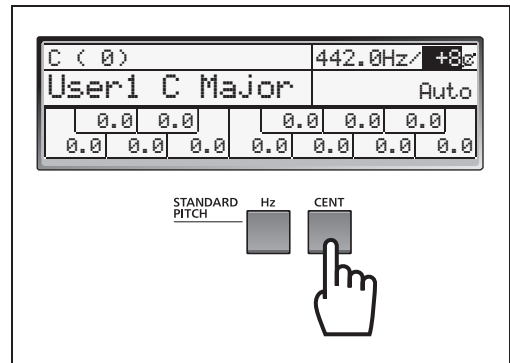 C ( 0) 442.0Hz/ +8¢
User1 C Major Auto
0.0 0.0 0.0 0.0 0.0
0.0 0.0 0.0 0.0 0.0 0.0 0.0
STANDARD PITCH Hz CENT